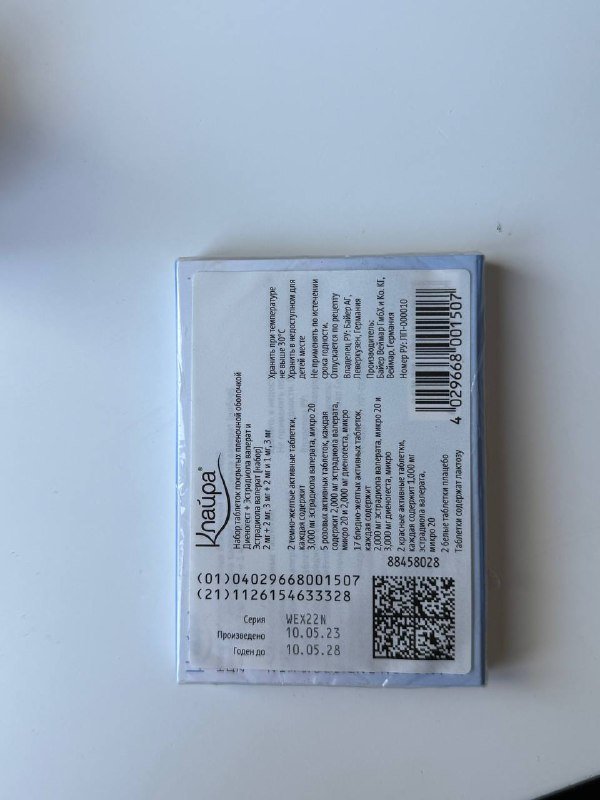 Клайра®
Набор таблеток покрытых пленочной оболочкой
Диеногест + Эстрадиола валерат и
Эстрадиола валерат [набор]
2 мг + 2 мг, 3 мг + 2 мг и 1 мг, 3 мг
2 темно-желтые активные таблетки,
каждая содержит
3,000 мг эстрадиола валерата, микро 20
5 розовых активных таблеток, каждая
содержит 2,000 мг эстрадиола валерата,
микро 20 и 2,000 мг диеногеста, микро
17 бледно-желтых активных таблеток,
каждая содержит
2,000 мг эстрадиола валерата, микро 20 и
3,000 мг диеногеста, микро
2 красные активные таблетки,
каждая содержит 1,000 мг
эстрадиола валерата,
микро 20
2 белые таблетки плацебо
Таблетки содержат лактозу
Хранить при температуре
не выше 30°С
Хранить в недоступном для
детей месте
Не применять по истечении
срока годности.
Отпускается по рецепту
Владелец РУ: Байер АГ,
Леверкузен, Германия
Производитель:
Байер Веймар ГмбХ и Ко. КГ,
Веймар, Германия
Номер РУ: ЛП-000010
4 029668 001507
88458028
(01)04029668001507
(21)1126154633328
Серия WEX22N
Произведено 10.05.23
Годен до 10.05.28